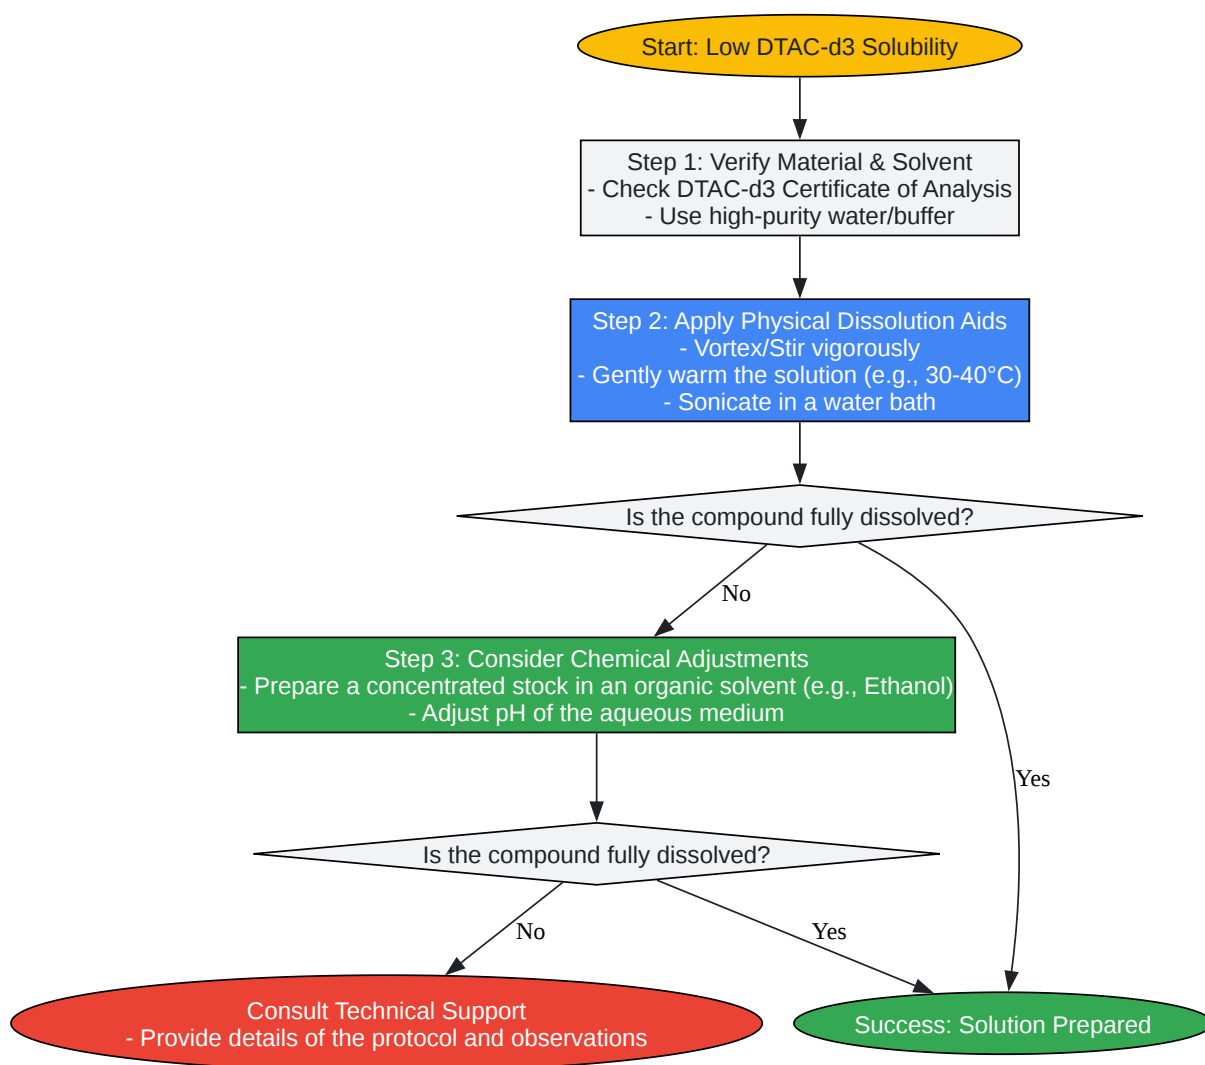 Start: Low DTAC-d3 Solubility
Step 1: Verify Material & Solvent
- Check DTAC-d3 Certificate of Analysis
- Use high-purity water/buffer
Step 2: Apply Physical Dissolution Aids
- Vortex/Stir vigorously
- Gently warm the solution (e.g., 30-40°C)
- Sonicate in a water bath
Is the compound fully dissolved?
No
Step 3: Consider Chemical Adjustments
- Prepare a concentrated stock in an organic solvent (e.g., Ethanol)
- Adjust pH of the aqueous medium
Yes
Is the compound fully dissolved?
No
Yes
Consult Technical Support
- Provide details of the protocol and observations
Success: Solution Prepared